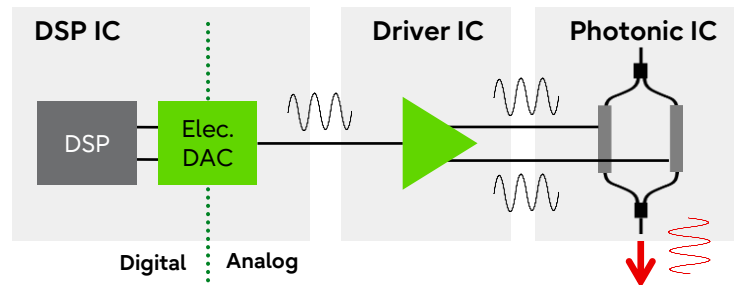 DSP IC
Driver IC
Photonic IC
DSP
Elec.
DAC
Digital
Analog